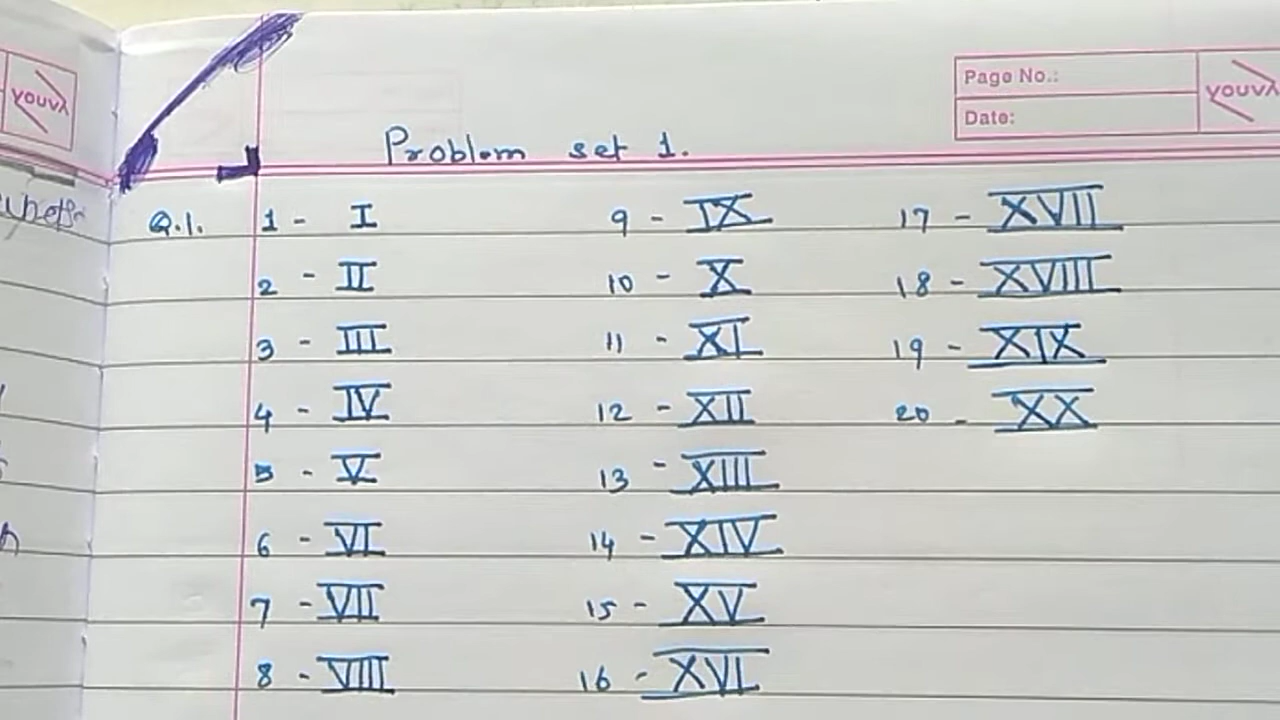 youva
Page No.:
youva
Date:
Problem set 1.
Q.1. 1 - I
2 - II
3 - III
4 - IV
5 - V
6 - VI
7 - VII
8 - VIII
9 - IX
10 - X
11 - XI
12 - XII
13 - XIII
14 - XIV
15 - XV
16 - XVI
17 - XVII
18 - XVIII
19 - XIX
20 - XX